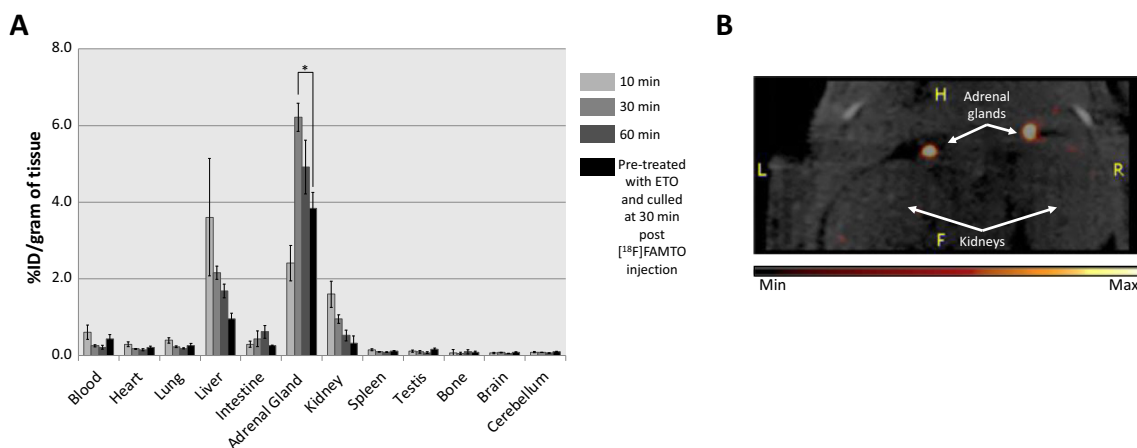 A
B
8.0
6.0
4.0
2.0
0.0
%ID/gram of tissue
*
Blood
Heart
Lung
Liver
Intestine
Adrenal Gland
Kidney
Spleen
Testis
Bone
Brain
Cerebellum
10 min
30 min
60 min
Pre-treated
with ETO
and culled
at 30 min
post
[¹⁸F]FAMTO
injection
H
Adrenal
glands
L
R
F
Kidneys
Min
Max